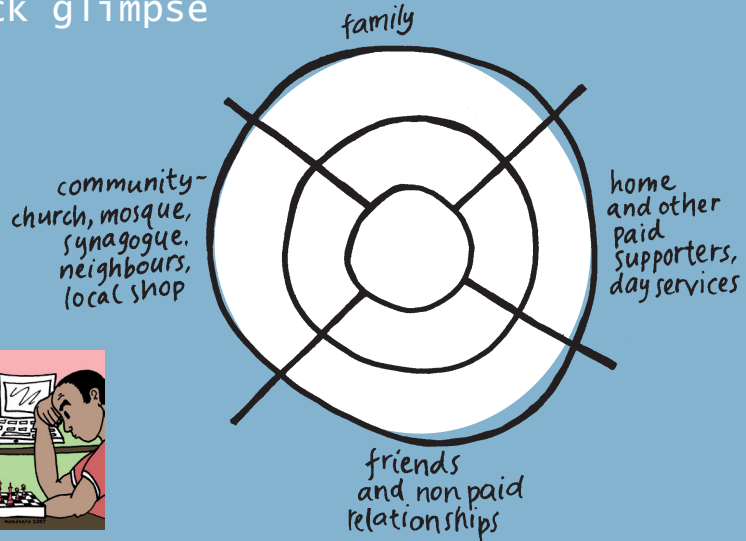 ck glimpse
family
community-
church, mosque,
synagogue.
neighbours,
local shop
home
and other
paid
supporters,
day services
friends
and non paid
relationships